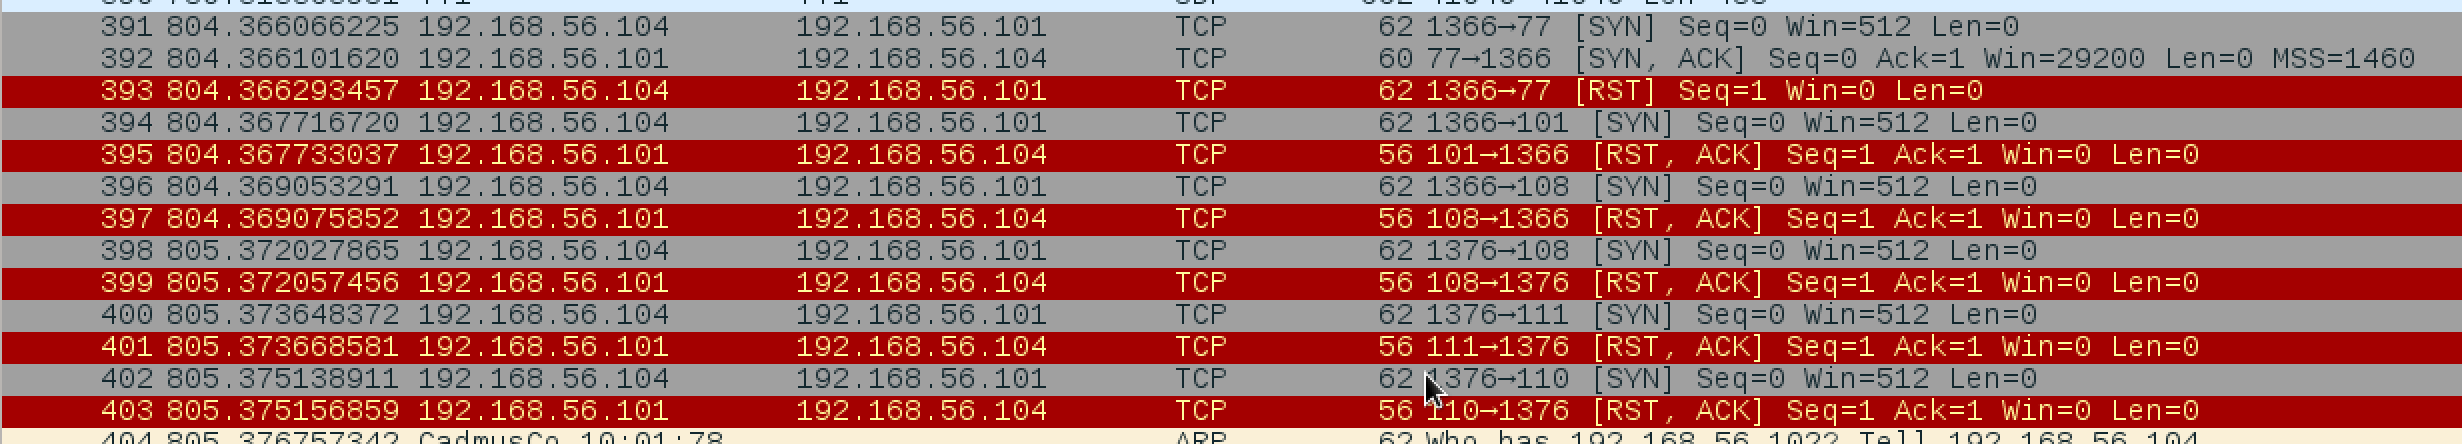 391 804.366066225 192.168.56.104 192.168.56.101 TCP 62 1366→77 [SYN] Seq=0 Win=512 Len=0
392 804.366101620 192.168.56.101 192.168.56.104 TCP 60 77→1366 [SYN, ACK] Seq=0 Ack=1 Win=29200 Len=0 MSS=1460
393 804.366293457 192.168.56.104 192.168.56.101 TCP 62 1366→77 [RST] Seq=1 Win=0 Len=0
394 804.367716720 192.168.56.104 192.168.56.101 TCP 62 1366→101 [SYN] Seq=0 Win=512 Len=0
395 804.367733037 192.168.56.101 192.168.56.104 TCP 56 101→1366 [RST, ACK] Seq=1 Ack=1 Win=0 Len=0
396 804.369053291 192.168.56.104 192.168.56.101 TCP 62 1366→108 [SYN] Seq=0 Win=512 Len=0
397 804.369075852 192.168.56.101 192.168.56.104 TCP 56 108→1366 [RST, ACK] Seq=1 Ack=1 Win=0 Len=0
398 805.372027865 192.168.56.104 192.168.56.101 TCP 62 1376→108 [SYN] Seq=0 Win=512 Len=0
399 805.372057456 192.168.56.101 192.168.56.104 TCP 56 108→1376 [RST, ACK] Seq=1 Ack=1 Win=0 Len=0
400 805.373648372 192.168.56.104 192.168.56.101 TCP 62 1376→111 [SYN] Seq=0 Win=512 Len=0
401 805.373668581 192.168.56.101 192.168.56.104 TCP 56 111→1376 [RST, ACK] Seq=1 Ack=1 Win=0 Len=0
402 805.375138911 192.168.56.104 192.168.56.101 TCP 62 1376→110 [SYN] Seq=0 Win=512 Len=0
403 805.375156859 192.168.56.101 192.168.56.104 TCP 56 110→1376 [RST, ACK] Seq=1 Ack=1 Win=0 Len=0
404 805.376757342 CadmusCo_10:01:78 ARP 62 Who has 192.168.56.102? Tell 192.168.56.104